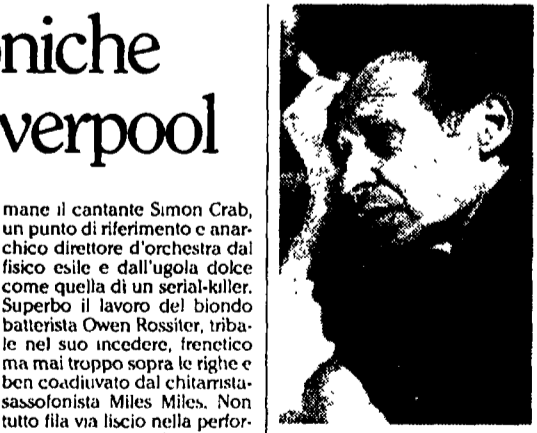 niche
verpool
mane il cantante Simon Crab,
un punto di riferimento e anar-
chico direttore d'orchestra dal
fisico esile e dall'ugola dolce
come quella di un serial-killer.
Superbo il lavoro del biondo
batterista Owen Rossiter, triba-
le nel suo incedere, frenetico
ma mai troppo sopra le righe e
ben coadiuvato dal chitarrista-
sassofonista Miles Miles. Non
tutto fila via liscio nella perfor-